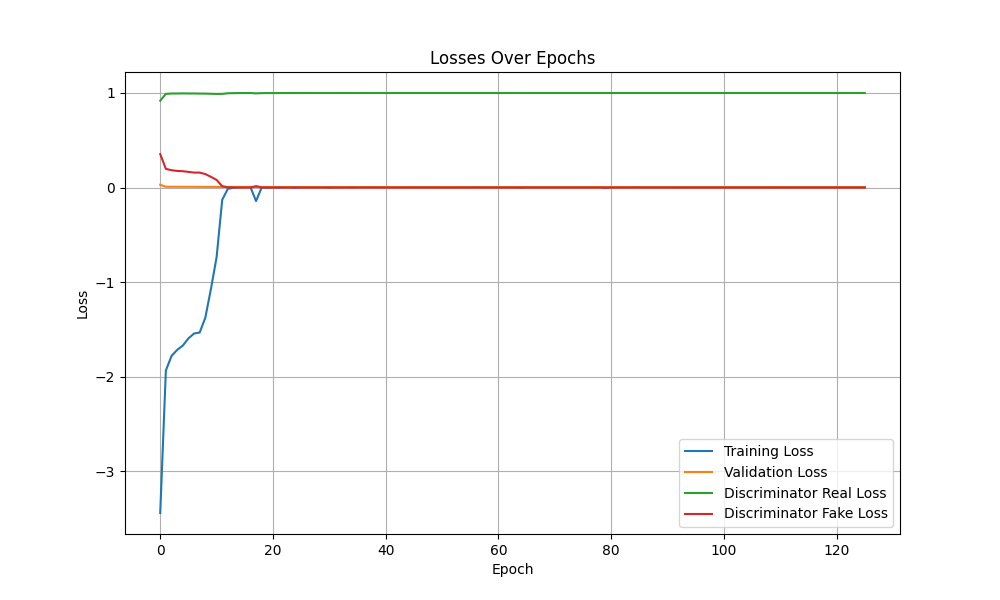 Losses Over Epochs
1
0
−1
−2
−3
Loss
0 20 40 60 80 100 120
Epoch
Training Loss
Validation Loss
Discriminator Real Loss
Discriminator Fake Loss